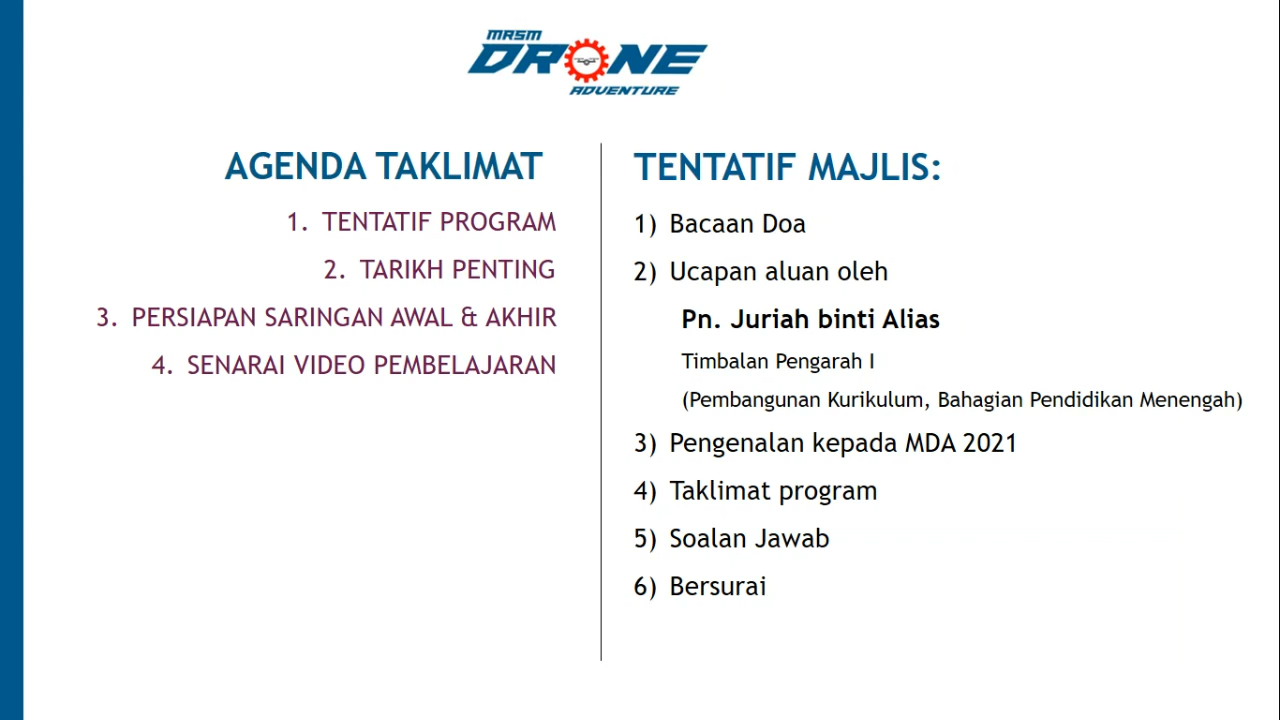 MRSM
DRONE
ADVENTURE
AGENDA TAKLIMAT
1. TENTATIF PROGRAM
2. TARIKH PENTING
3. PERSIAPAN SARINGAN AWAL & AKHIR
4. SENARAI VIDEO PEMBELAJARAN
TENTATIF MAJLIS:
1) Bacaan Doa
2) Ucapan aluan oleh
Pn. Juriah binti Alias
Timbalan Pengarah I
(Pembangunan Kurikulum, Bahagian Pendidikan Menengah)
3) Pengenalan kepada MDA 2021
4) Taklimat program
5) Soalan Jawab
6) Bersurai